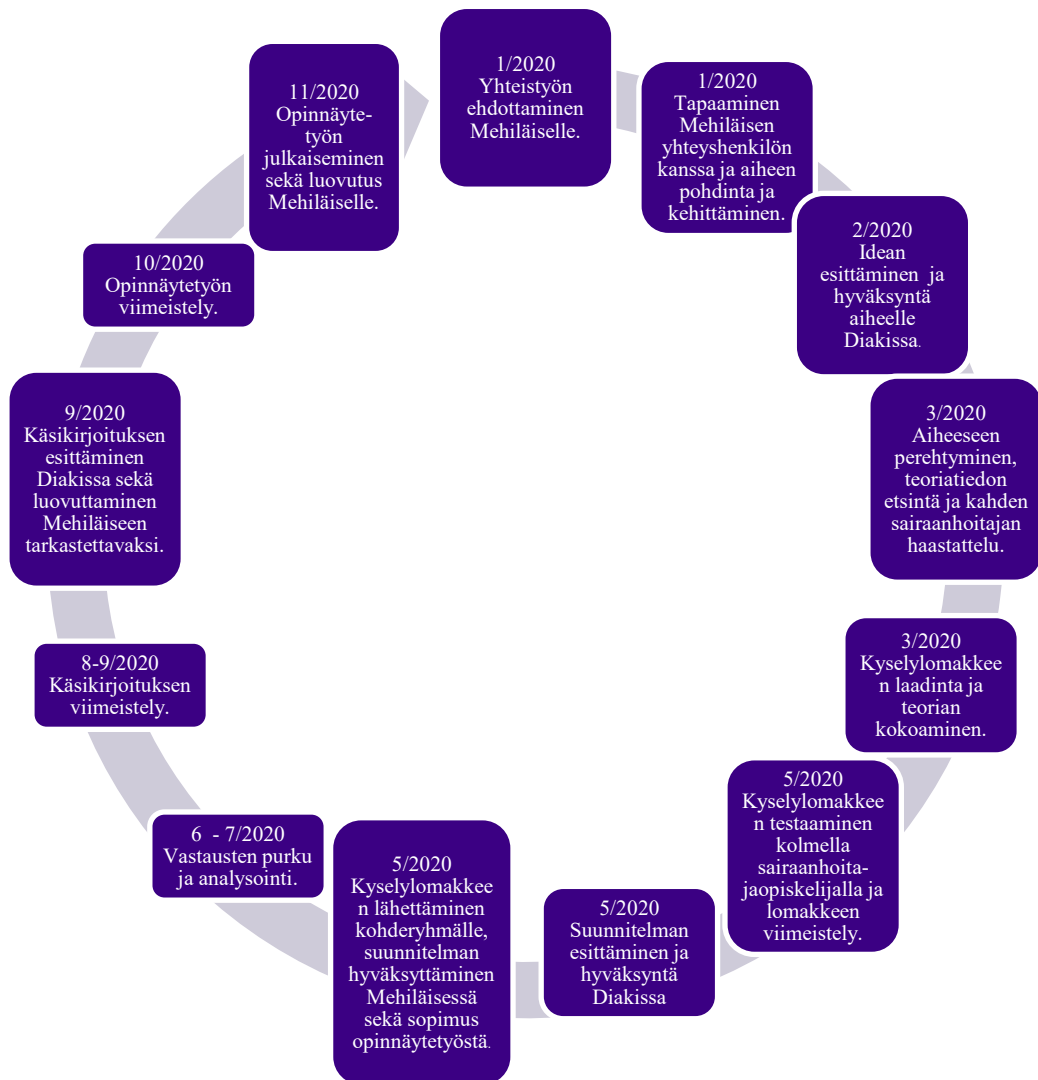 1/2020
Yhteistyön
ehdottaminen
Mehiläiselle.
1/2020
Tapaaminen
Mehiläisen
yhteyshenkilön
kanssa ja aiheen
pohdinta ja
kehittäminen.
2/2020
Idean
esittäminen ja
hyväksyntä
aiheelle
Diakissa.
3/2020
Aiheeseen
perehtyminen,
teoriatiedon
etsintä ja kahden
sairaanhoitajan
haastattelu.
3/2020
Kyselylomakkee
n laadinta ja
teorian
kokoaminen.
5/2020
Kyselylomakkee
n testaaminen
kolmella
sairaanhoita-
jaopiskelijalla ja
lomakkeen
viimeistely.
5/2020
Suunnitelman
esittäminen ja
hyväksyntä
Diakissa
5/2020
Kyselylomakkee
n lähettäminen
kohderyhmälle,
suunnitelman
hyväksyttäminen
Mehiläisessä
sekä sopimus
opinnäytetyöstä.
6 - 7/2020
Vastausten purku
ja analysointi.
8-9/2020
Käsikirjoituksen
viimeistely.
9/2020
Käsikirjoituksen
esittäminen
Diakissa sekä
luovuttaminen
Mehiläiseen
tarkastettavaksi.
10/2020
Opinnäytetyön
viimeistely.
11/2020
Opinnäyte-
työn
julkaiseminen
sekä luovutus
Mehiläiselle.